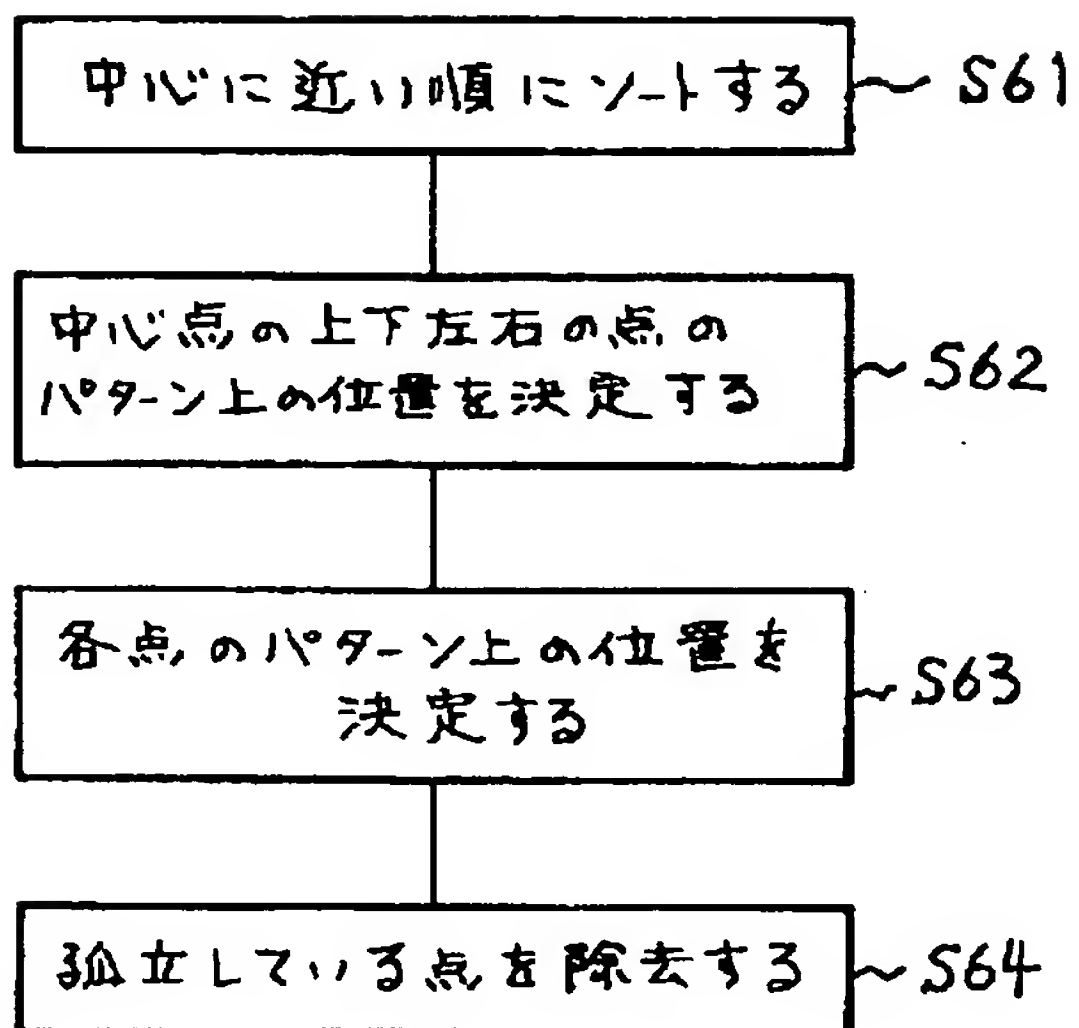 中心に近い順にソートする
S61
中心点の上下左右の点の
パターン上の位置を決定する
S62
各点のパターン上の位置を
決定する
S63
孤立している点を除去する
S64